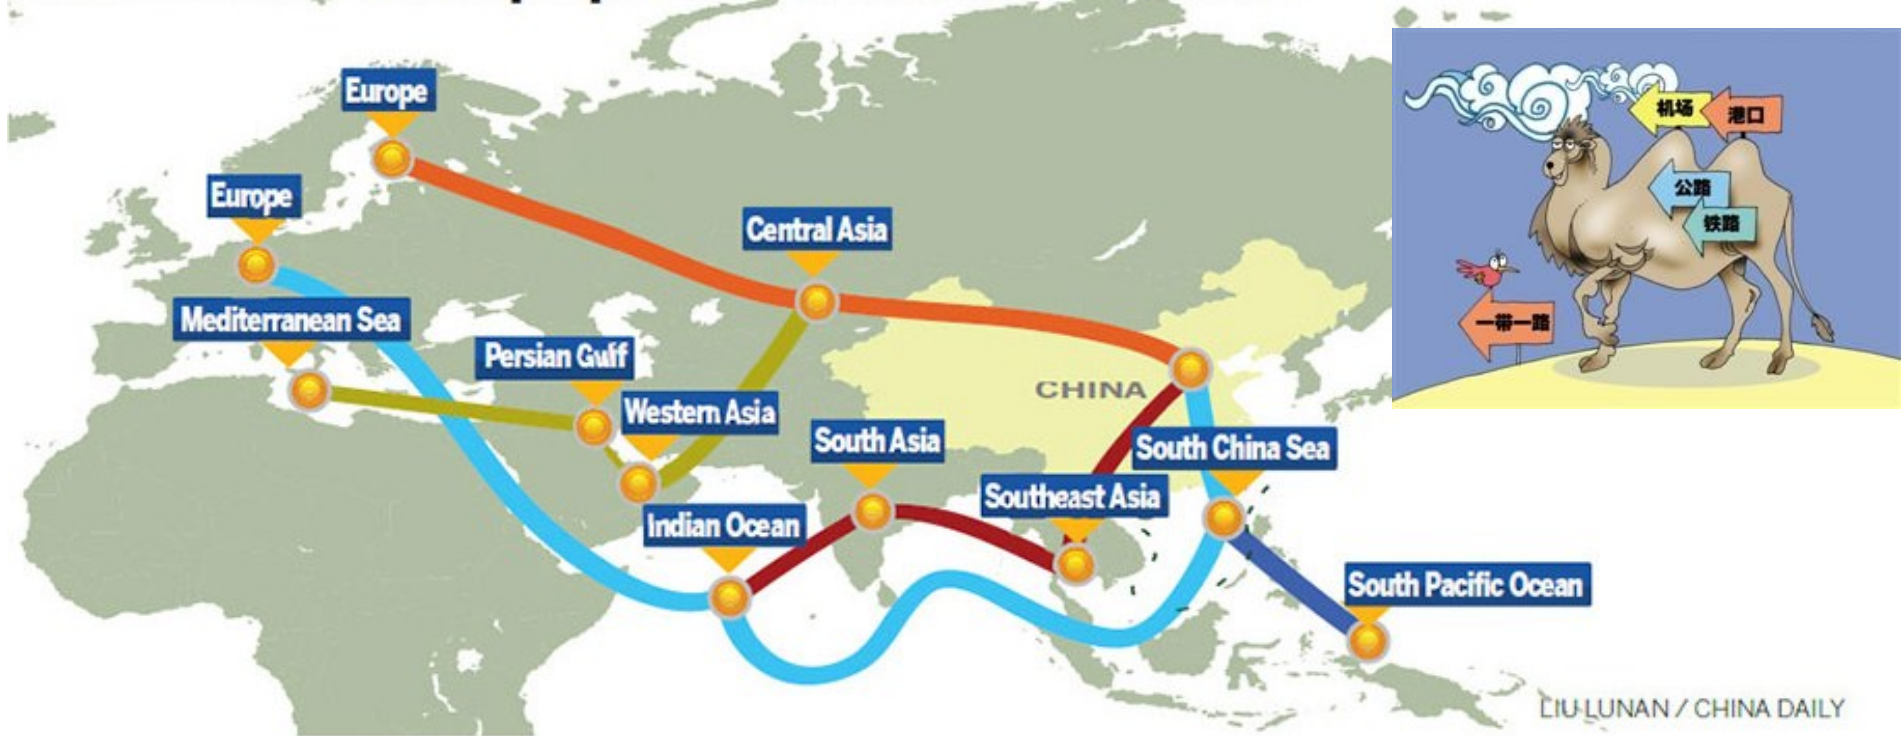 Europe
Europe
Central Asia
Mediterranean Sea
Persian Gulf
Western Asia
CHINA
South Asia
South China Sea
Southeast Asia
Indian Ocean
South Pacific Ocean
LIU LUNAN / CHINA DAILY
机场
港口
公路
铁路
一带一路